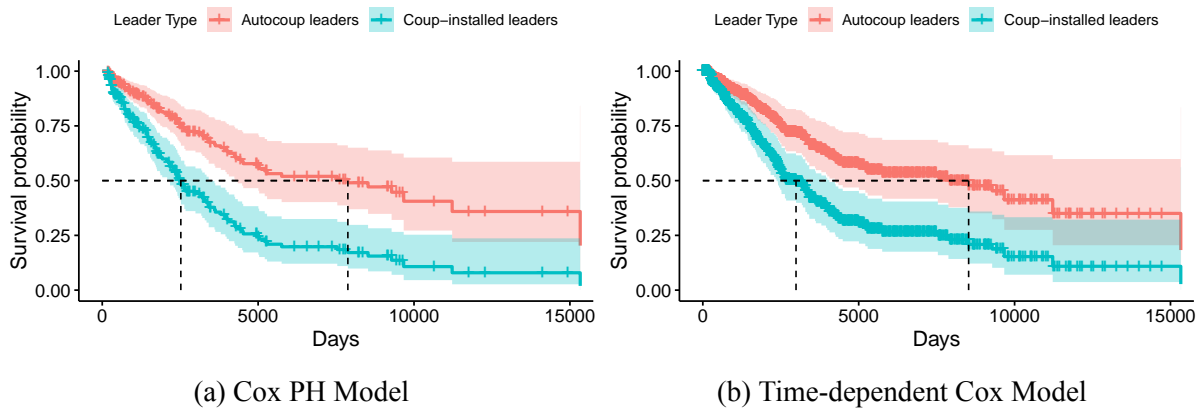 Leader Type Autocoup leaders Coup−installed leaders
Survival probability
1.00
0.75
0.50
0.25
0.00
0 5000 10000 15000
Days
(a) Cox PH Model
Leader Type Autocoup leaders Coup−installed leaders
Survival probability
1.00
0.75
0.50
0.25
0.00
0 5000 10000 15000
Days
(b) Time-dependent Cox Model